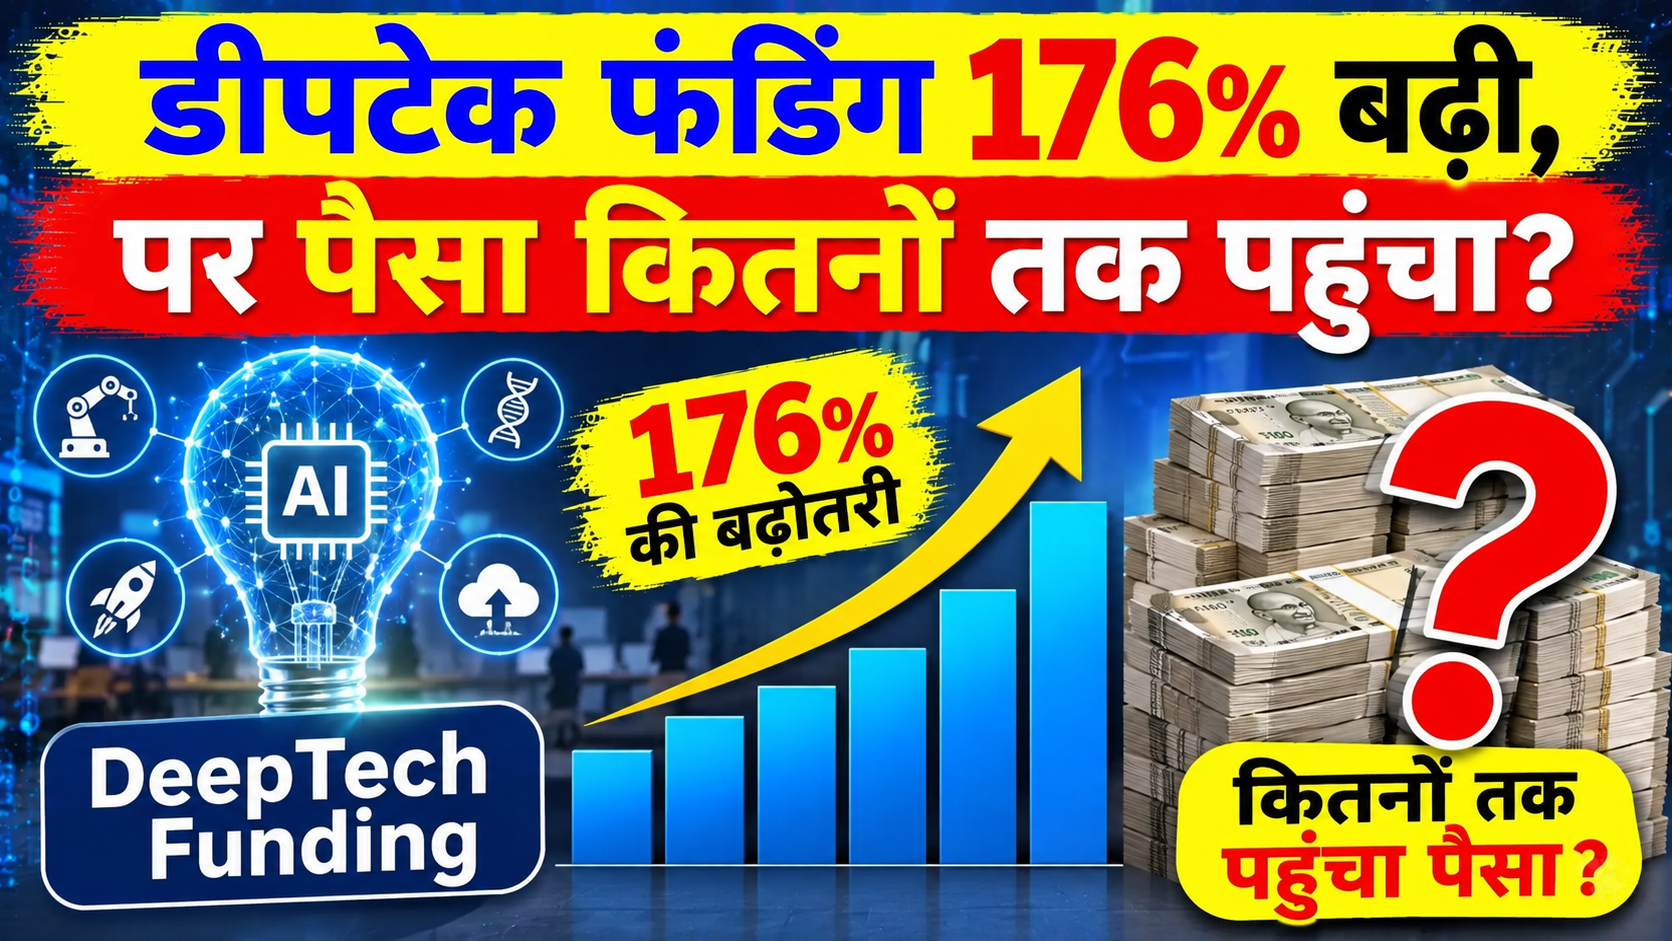 डीपटेक फंडिंग 176% बढ़ी,
पर पैसा कितनों तक पहुंचा?
AI
176%
की बढ़ोतरी
DeepTech
Funding
कितनों तक
पहुंचा पैसा?